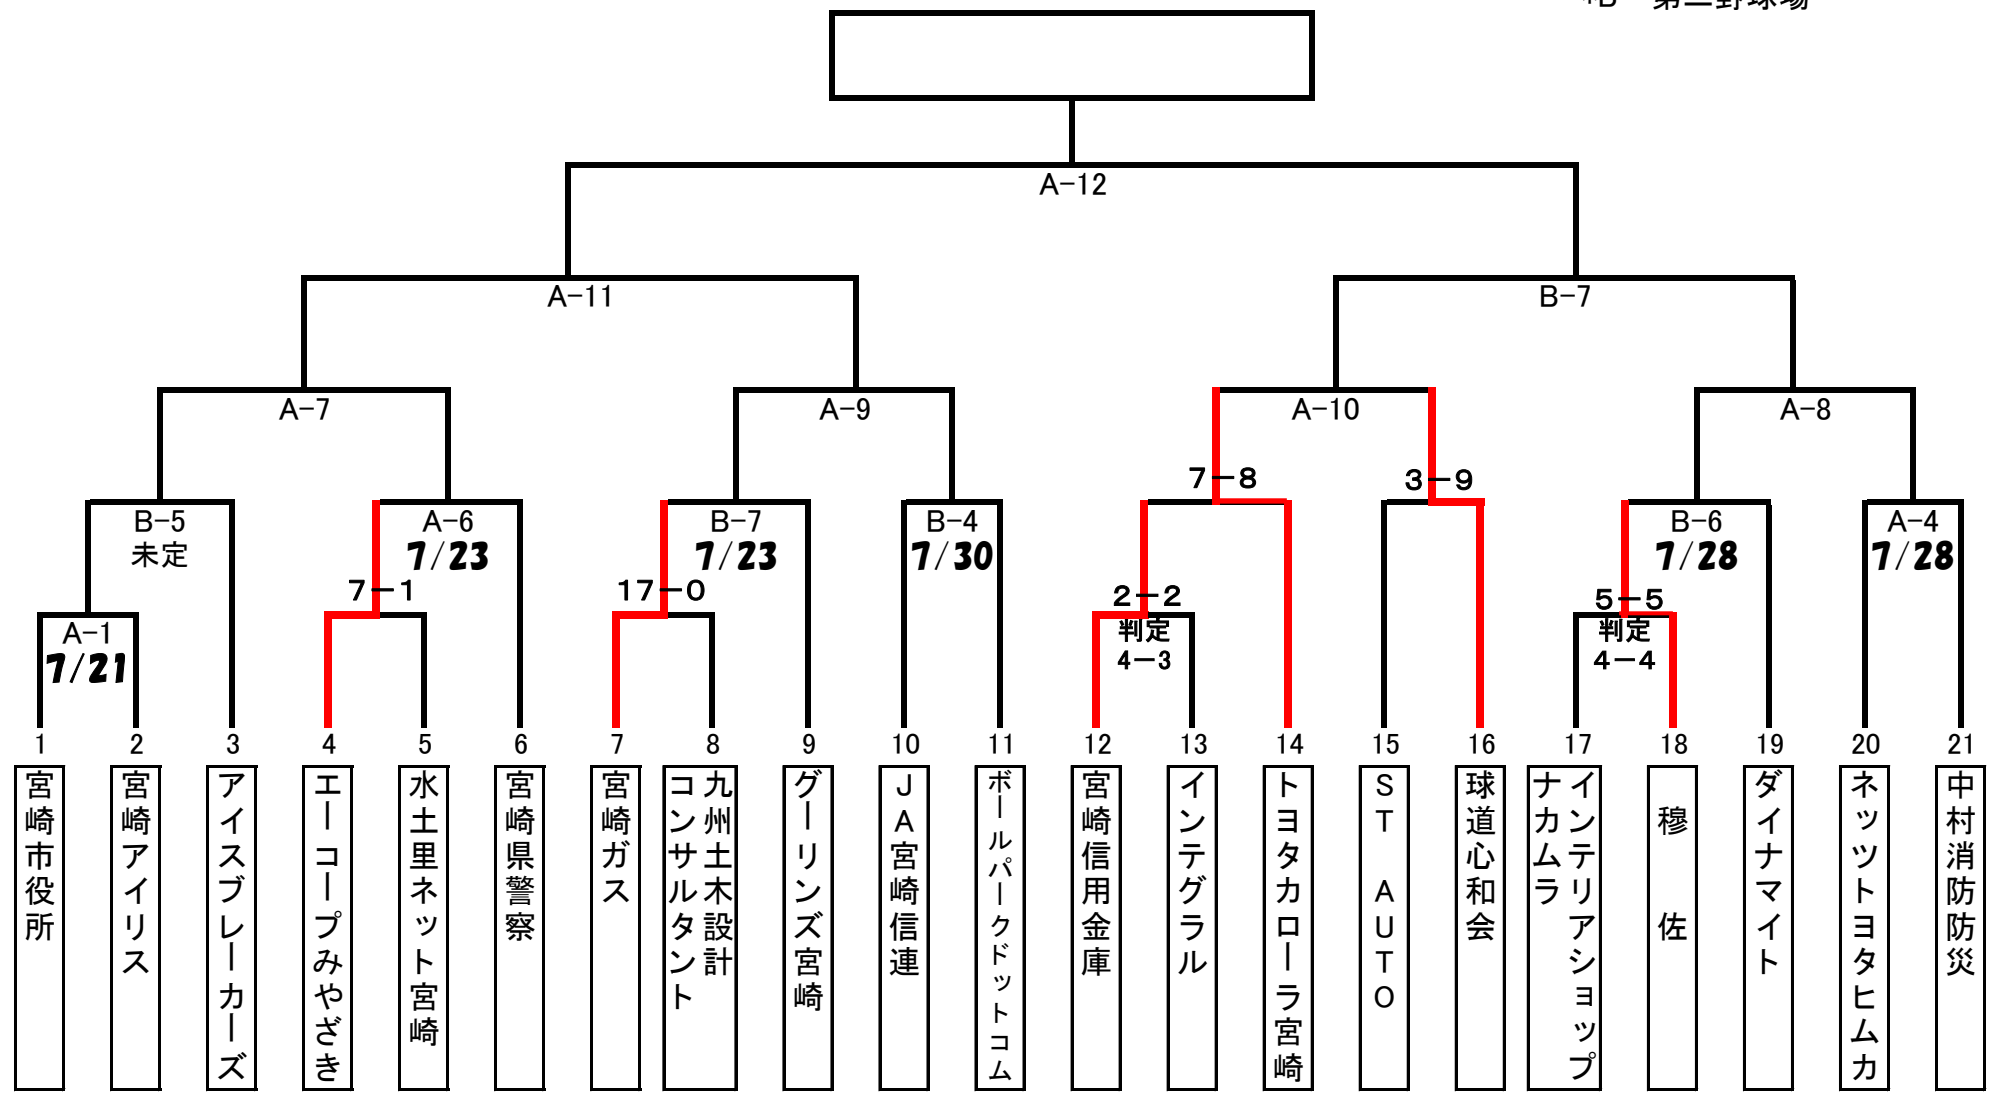 A-12
A-11
B-7
A-7
A-9
A-10
A-8
7-8
3-9
B-5
未定
A-6
7/23
B-7
7/23
B-4
7/30
B-6
7/28
A-4
7/28
7-1
17-0
2-2
判定
4-3
5-5
判定
4-4
A-1
7/21
1 2 3 4 5 6 7 8 9 10 11 12 13 14 15 16 17 18 19 20 21
宮崎市役所
宮崎アイリス
アイスブレーカーズ
エーコープみやざき
水土里ネット宮崎
宮崎県警察
宮崎ガス
九州土木設計
コンサルタント
グーリンズ宮崎
JA宮崎信連
ボールパークドットコム
宮崎信用金庫
インテグラル
トヨタカローラ宮崎
ST AUTO
球道心和会
インテリアショップ
ナカムラ
穆佐
ダイナマイト
ネッツトヨタヒムカ
中村消防防災